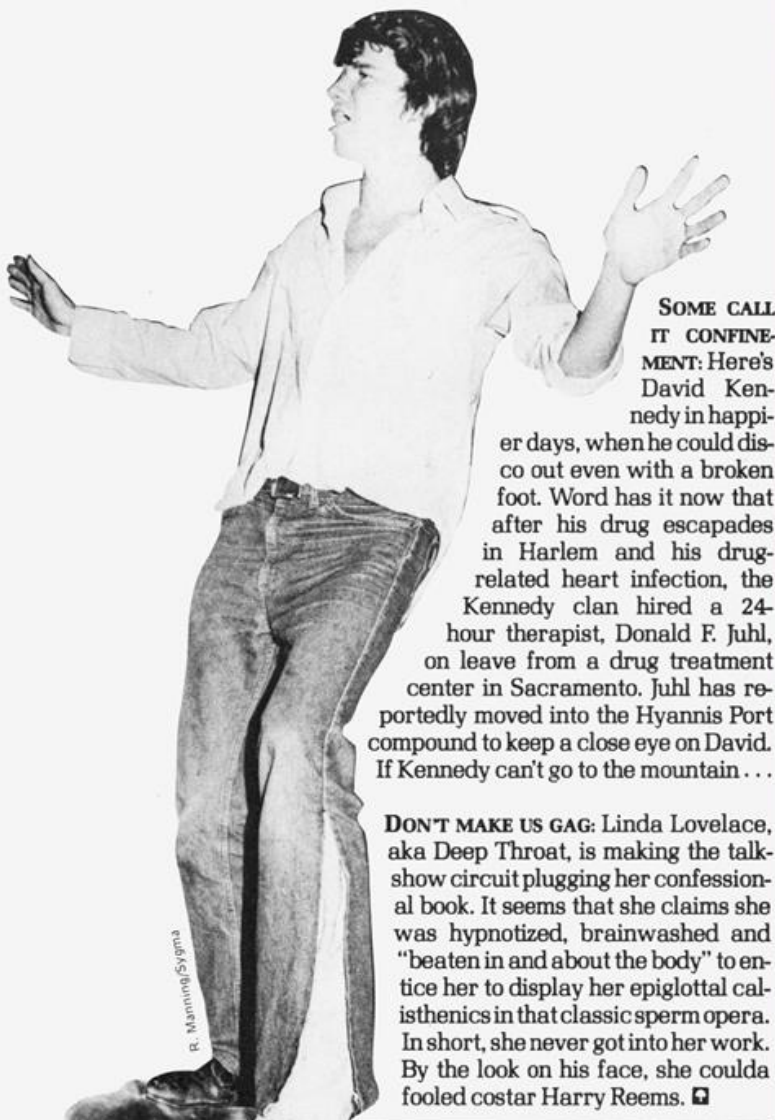 SOME CALL
IT CONFINE-
MENT: Here's
David Ken-
nedy in happi-
er days, when he could dis-
co out even with a broken
foot. Word has it now that
after his drug escapades
in Harlem and his drug-
related heart infection, the
Kennedy clan hired a 24-
hour therapist, Donald F. Juhl,
on leave from a drug treatment
center in Sacramento. Juhl has re-
portedly moved into the Hyannis Port
compound to keep a close eye on David.
If Kennedy can't go to the mountain . . .
DON'T MAKE US GAG: Linda Lovelace,
aka Deep Throat, is making the talk-
show circuit plugging her confession-
al book. It seems that she claims she
was hypnotized, brainwashed and
"beaten in and about the body" to en-
tice her to display her epiglottal cal-
isthenics in that classic sperm opera.
In short, she never got into her work.
By the look on his face, she coulda
fooled costar Harry Reems.
R. Manning/Sygma